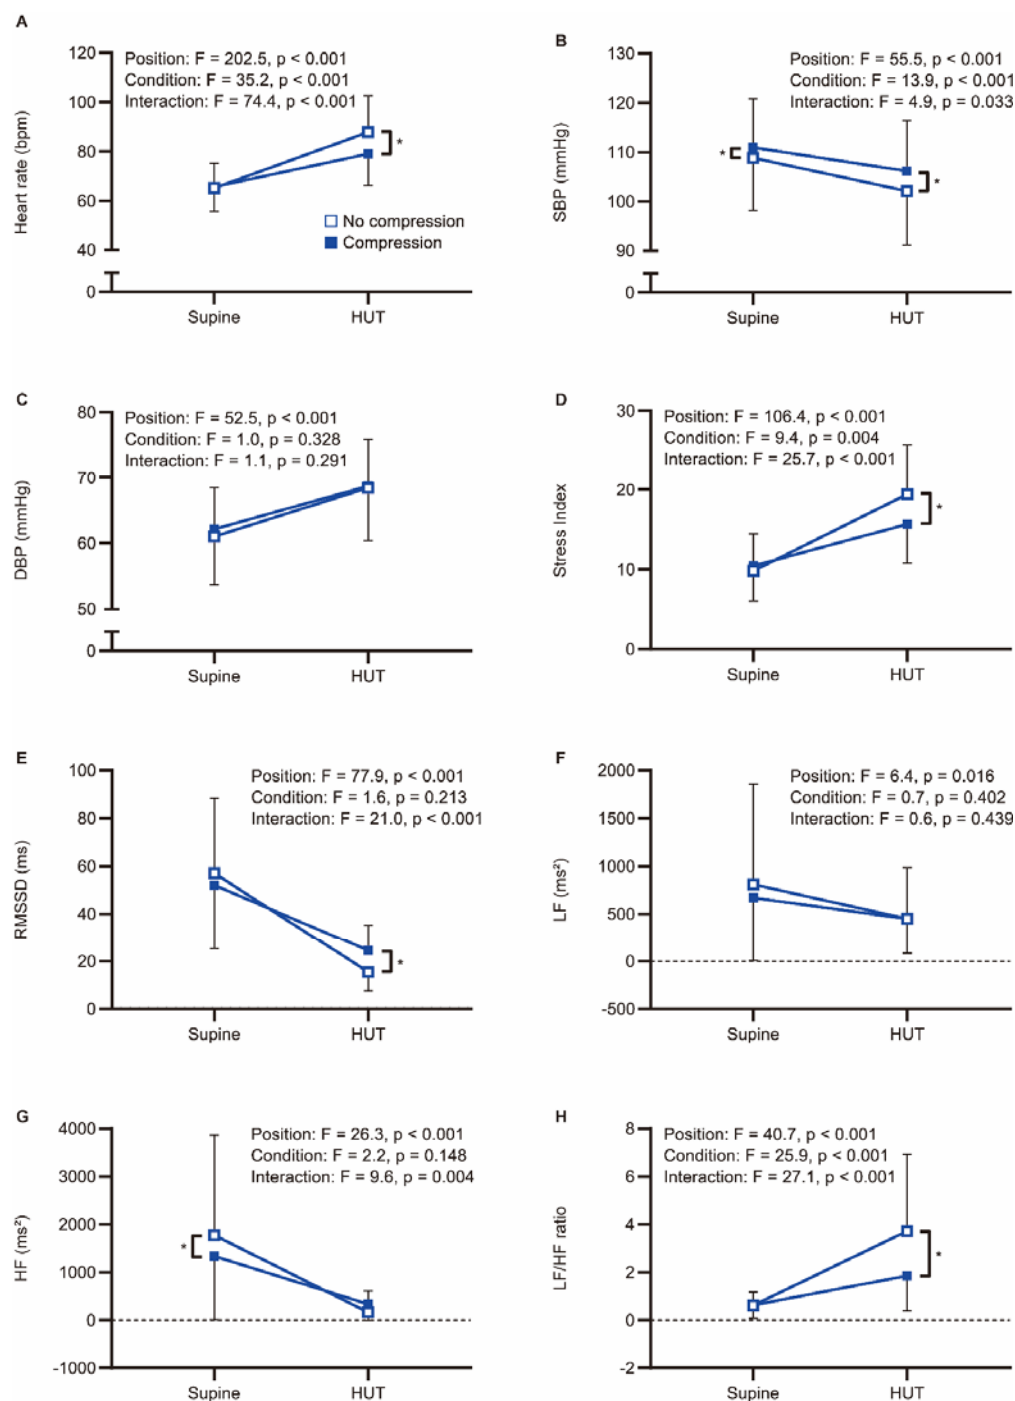 A
Position: F = 202.5, p < 0.001
Condition: F = 35.2, p < 0.001
Interaction: F = 74.4, p < 0.001
Heart rate (bpm)
120
100
80
60
40
0
*
No compression
Compression
Supine
HUT
B
Position: F = 55.5, p < 0.001
Condition: F = 13.9, p < 0.001
Interaction: F = 4.9, p = 0.033
SBP (mmHg)
130
120
110
100
90
0
*
*
Supine
HUT
C
Position: F = 52.5, p < 0.001
Condition: F = 1.0, p = 0.328
Interaction: F = 1.1, p = 0.291
DBP (mmHg)
80
70
60
50
0
Supine
HUT
D
Position: F = 106.4, p < 0.001
Condition: F = 9.4, p = 0.004
Interaction: F = 25.7, p < 0.001
Stress Index
30
20
10
0
*
Supine
HUT
E
Position: F = 77.9, p < 0.001
Condition: F = 1.6, p = 0.213
Interaction: F = 21.0, p < 0.001
RMSSD (ms)
100
80
60
40
20
0
*
Supine
HUT
F
Position: F = 6.4, p = 0.016
Condition: F = 0.7, p = 0.402
Interaction: F = 0.6, p = 0.439
LF (ms²)
2000
1500
1000
500
0
-500
Supine
HUT
G
Position: F = 26.3, p < 0.001
Condition: F = 2.2, p = 0.148
Interaction: F = 9.6, p = 0.004
HF (ms²)
4000
3000
2000
1000
0
-1000
*
Supine
HUT
H
Position: F = 40.7, p < 0.001
Condition: F = 25.9, p < 0.001
Interaction: F = 27.1, p < 0.001
LF/HF ratio
8
6
4
2
0
-2
*
Supine
HUT